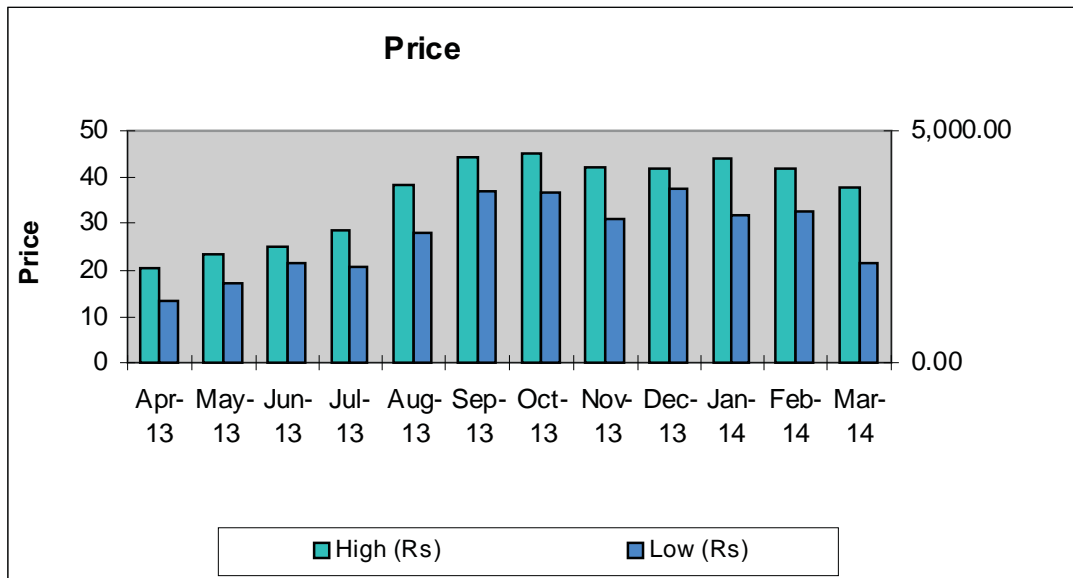 Price
Price
50
40
30
20
10
0
5,000.00
0.00
Apr- May- Jun- Jul- Aug- Sep- Oct- Nov- Dec- Jan- Feb- Mar-
13 13 13 13 13 13 13 13 13 14 14 14
High (Rs) Low (Rs)